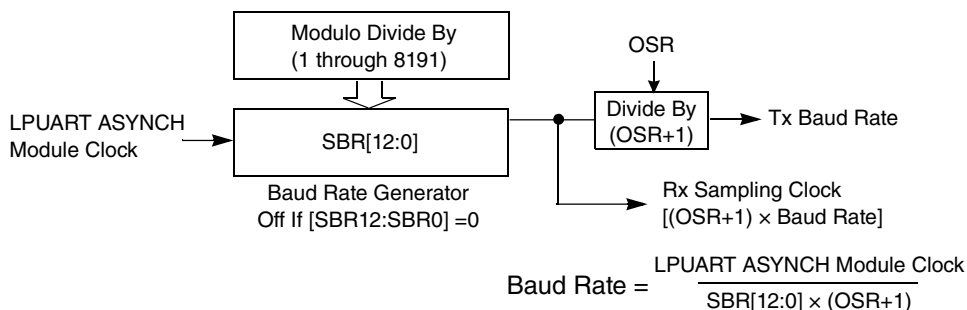 Modulo Divide By
(1 through 8191)
OSR
LPUART ASYNCH
Module Clock
SBR[12:0]
Divide By
(OSR+1)
Tx Baud Rate
Baud Rate Generator
Off If [SBR12:SBR0] =0
Rx Sampling Clock
[(OSR+1) × Baud Rate]
Baud Rate =
LPUART ASYNCH Module Clock
SBR[12:0] × (OSR+1)